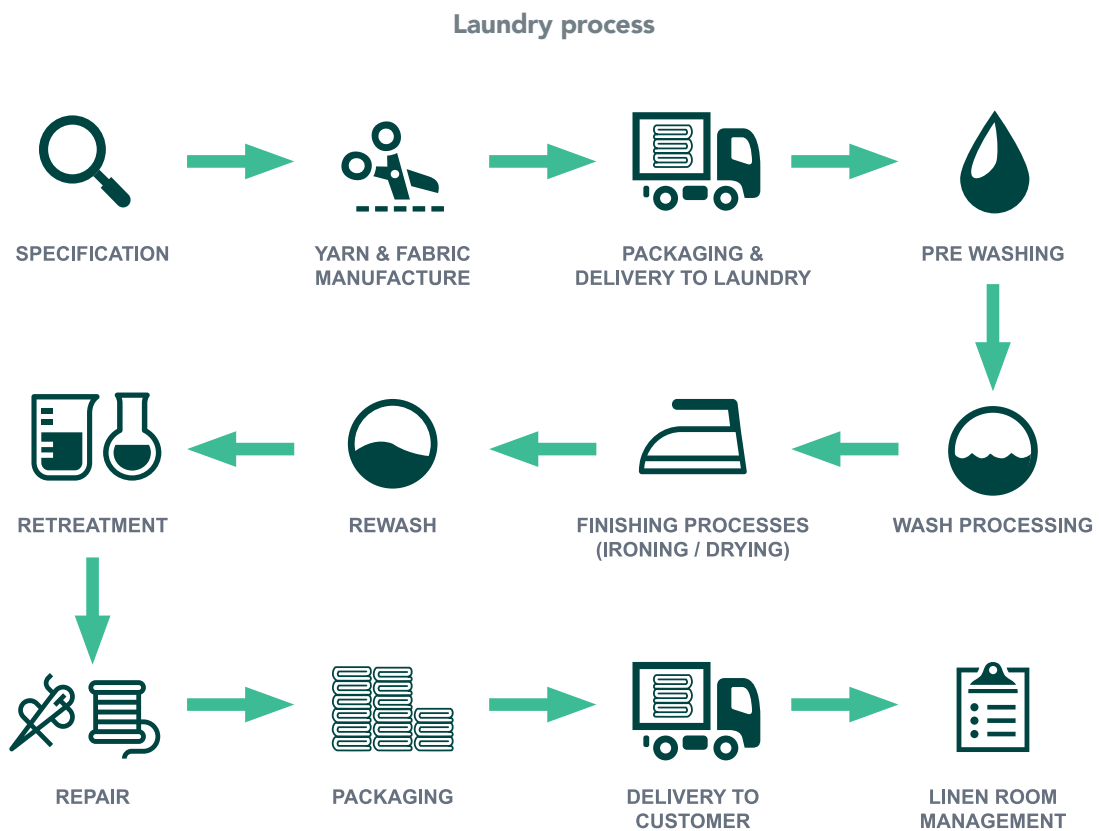 Laundry process
SPECIFICATION
YARN & FABRIC
MANUFACTURE
PACKAGING &
DELIVERY TO LAUNDRY
PRE WASHING
RETREATMENT
REWASH
FINISHING PROCESSES
(IRONING / DRYING)
WASH PROCESSING
REPAIR
PACKAGING
DELIVERY TO
CUSTOMER
LINEN ROOM
MANAGEMENT